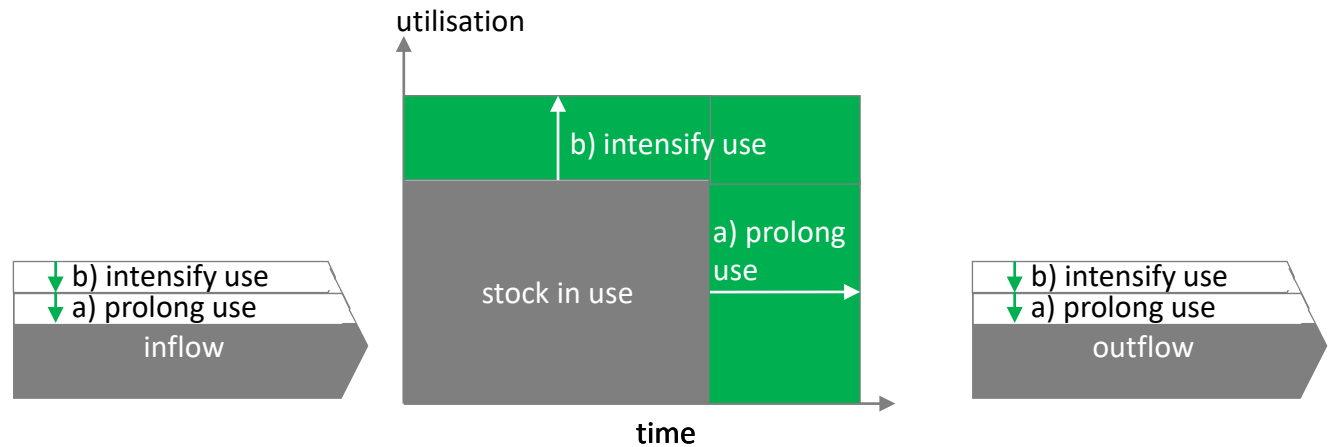 utilisation
b) intensify use
a) prolong
use
stock in use
b) intensify use
a) prolong use
inflow
b) intensify use
a) prolong use
outflow
time